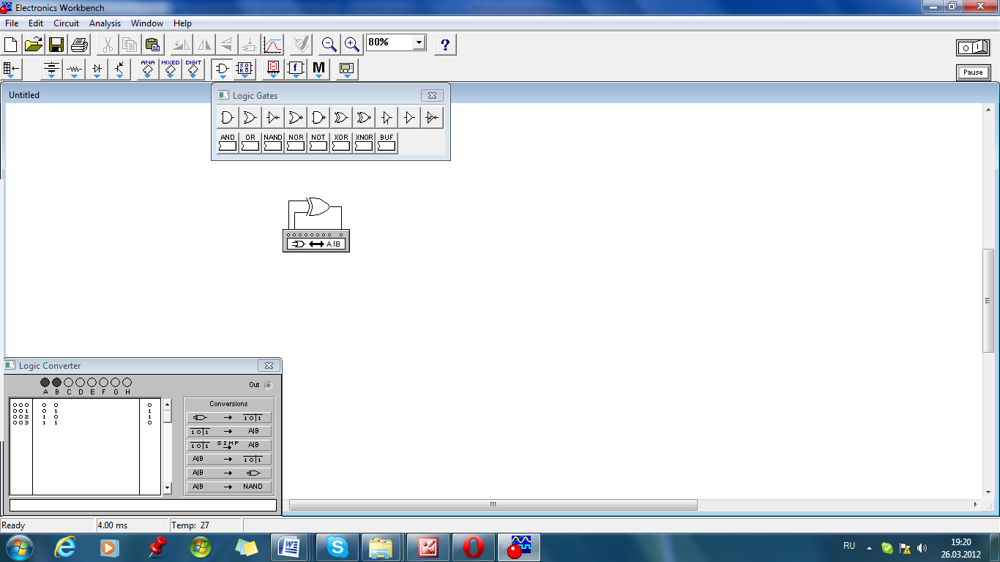 Electronics Workbench
File Edit Circuit Analysis Window Help
80%
?
ANA MIXED DIGIT
f M
Pause
Untitled
Logic Gates
AND OR NAND NOR NOT XOR XNOR BUF
A|B
Logic Converter
Out
A B C D E F G H
000 0 0 0
001 0 1 1
002 1 0 1
003 1 1 0
Conversions
→ 1 0 | 1
1 0 | 1 → A|B
1 0 | 1 SIMP → A|B
A|B → 1 0 | 1
A|B →
A|B → NAND
Ready 4.00 ms Temp: 27
RU
19:20
26.03.2012